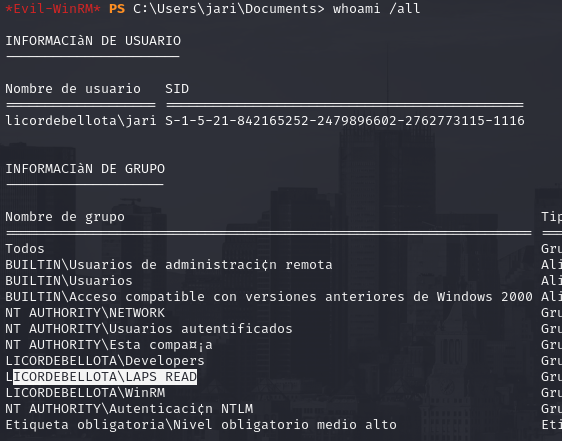 *Evil-WinRM* PS C:\Users\jari\Documents> whoami /all
INFORMACIàN DE USUARIO
----------------------
Nombre de usuario SID
=================== =============================================
licordebellota\jari S-1-5-21-842165252-2479896602-2762773115-1116
INFORMACIàN DE GRUPO
--------------------
Nombre de grupo Tip
================================================================== ===
Todos Gru
BUILTIN\Usuarios de administraci¢n remota Ali
BUILTIN\Usuarios Ali
BUILTIN\Acceso compatible con versiones anteriores de Windows 2000 Ali
NT AUTHORITY\NETWORK Gru
NT AUTHORITY\Usuarios autentificados Gru
NT AUTHORITY\Esta compa¤¡a Gru
LICORDEBELLOTA\Developers Gru
LICORDEBELLOTA\LAPS READ Gru
LICORDEBELLOTA\WinRM Gru
NT AUTHORITY\Autenticaci¢n NTLM Gru
Etiqueta obligatoria\Nivel obligatorio medio alto Eti